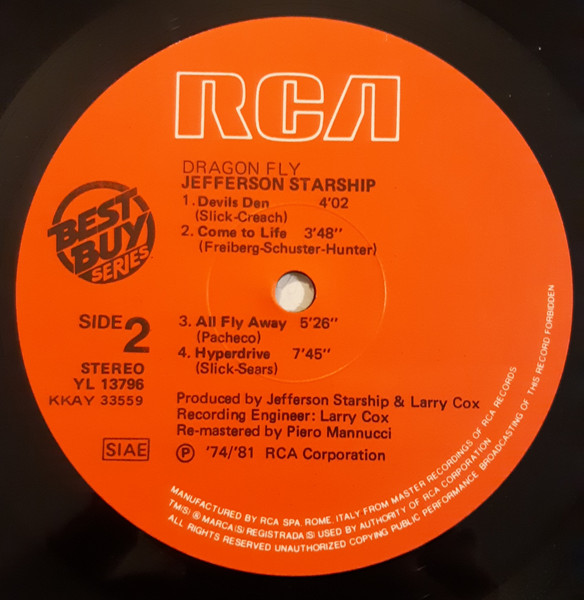 RCA
DRAGON FLY
JEFFERSON STARSHIP
1. Devils Den 4'02
(Slick-Creach)
2. Come to Life 3'48"
(Freiberg-Schuster-Hunter)
BEST
BUY
SERIES
SIDE 2
3. All Fly Away 5'26"
(Pacheco)
4. Hyperdrive 7'45"
(Slick-Sears)
STEREO
YL 13796
KKAY 33559
Produced by Jefferson Starship & Larry Cox
Recording Engineer: Larry Cox
Re-mastered by Piero Mannucci
SIAE
Ⓟ '74/'81 RCA Corporation
MANUFACTURED BY RCA SPA. ROME. ITALY FROM MASTER RECORDINGS OF RCA RECORDS
TM(S) ® MARCA(S) REGISTRADA(S) USED BY AUTHORITY OF RCA CORPORATION
ALL RIGHTS RESERVED UNAUTHORIZED COPYING PUBLIC PERFORMANCE BROADCASTING OF THIS RECORD FORBIDDEN